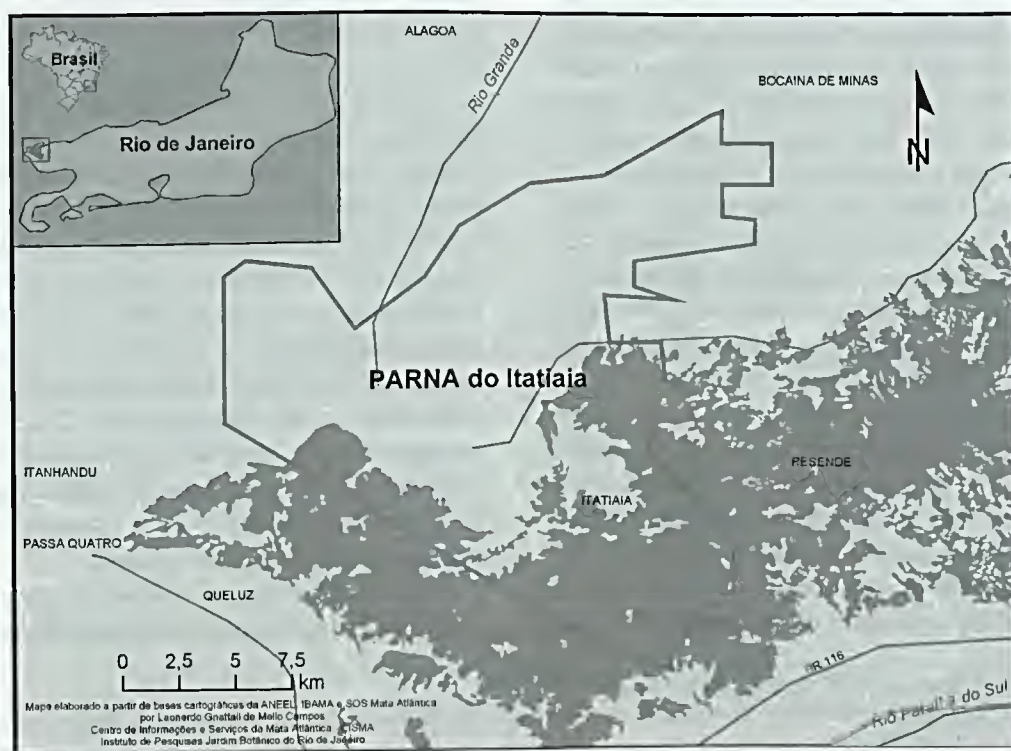 Brasil
Rio de Janeiro
ALAGOA
Rio Grande
BOCAINA DE MINAS
N
PARNA do Itatiaia
ITANHANDU
RESENDE
ITATIAIA
PASSA QUATRO
QUELUZ
0 2,5 5 7,5
km
BR 116
Rio Paraíba do Sul
Mapa elaborado a partir de bases cartográficas da ANEEL, IBAMA e SOS Mata Atlântica
por Leonardo Gnattali de Mello Campos
Centro de Informações e Serviços da Mata Atlântica
Instituto de Pesquisas Jardim Botânico do Rio de Janeiro